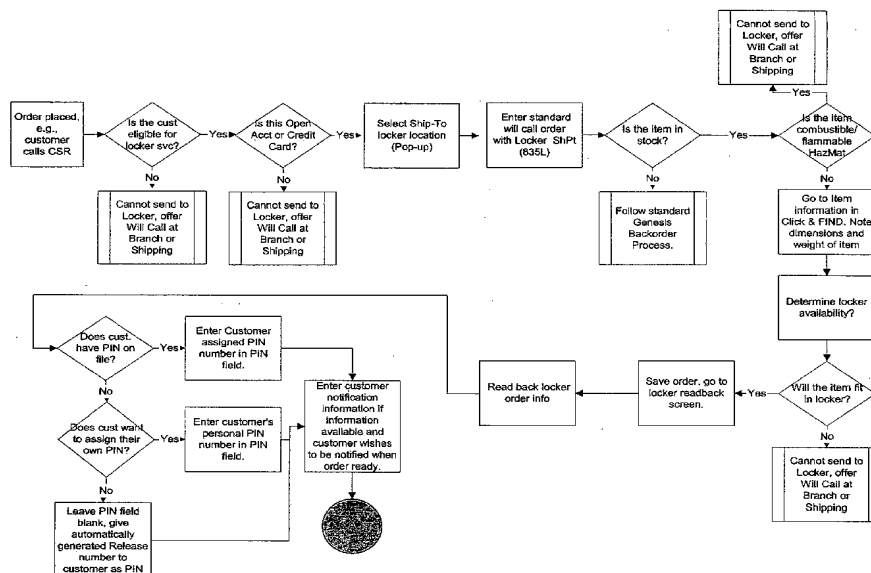 Cannot send to
Locker, offer
Will Call at
Branch or
Shipping
Yes
Order placed,
e.g.,
customer
calls CSR
Is the cust
eligible for
locker svc?
Yes
Is this Open
Acct or Credit
Card?
Yes
Select Ship-To
locker location
(Pop-up)
Enter standard
will call order
with Locker ShPt
(635L)
Is the item in
stock?
Yes
Is the item
combustible/
flammable
HazMat
No
Cannot send to
Locker, offer
Will Call at
Branch or
Shipping
No
Cannot send to
Locker, offer
Will Call at
Branch or
Shipping
No
Follow standard
Genesis
Backorder
Process.
No
Go to Item
information in
Click & FIND. Note
dimensions and
weight of item
Determine locker
availability?
Does cust.
have PIN on
file?
Yes
Enter Customer
assigned PIN
number in PIN
field.
Enter customer
notification
information if
information
available and
customer wishes
to be notified when
order ready.
Read back locker
order info
Save order, go to
locker readback
screen.
Yes
Will the item fit
in locker?
No
Does cust want
to assign their
own PIN?
Yes
Enter customer's
personal PIN
number in PIN
field.
No
Cannot send to
Locker, offer
Will Call at
Branch or
Shipping
No
Leave PIN field
blank, give
automatically
generated Release
number to
customer as PIN